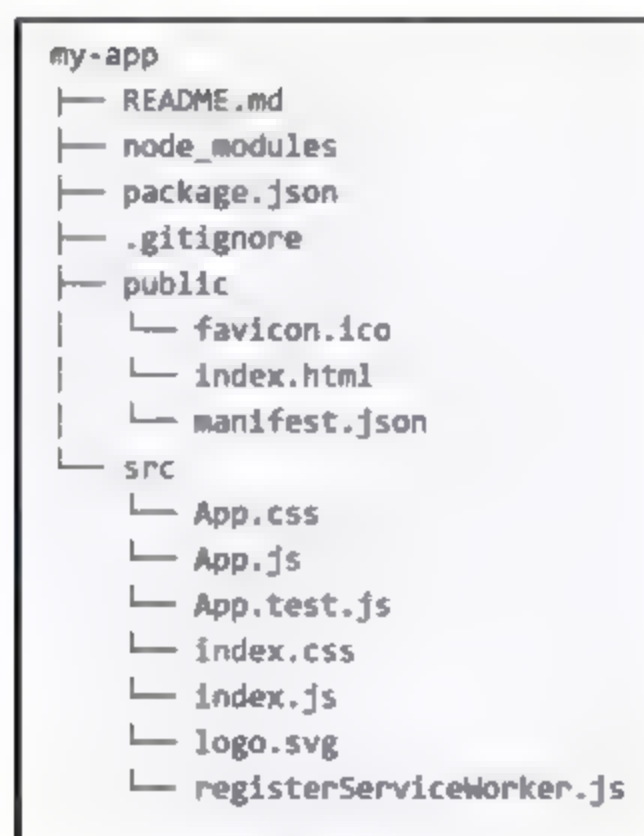 my-app
├── README.md
├── node_modules
├── package.json
├── .gitignore
├── public
│   └── favicon.ico
│   └── index.html
│   └── manifest.json
└── src
    └── App.css
    └── App.js
    └── App.test.js
    └── index.css
    └── index.js
    └── logo.svg
    └── registerServiceWorker.js